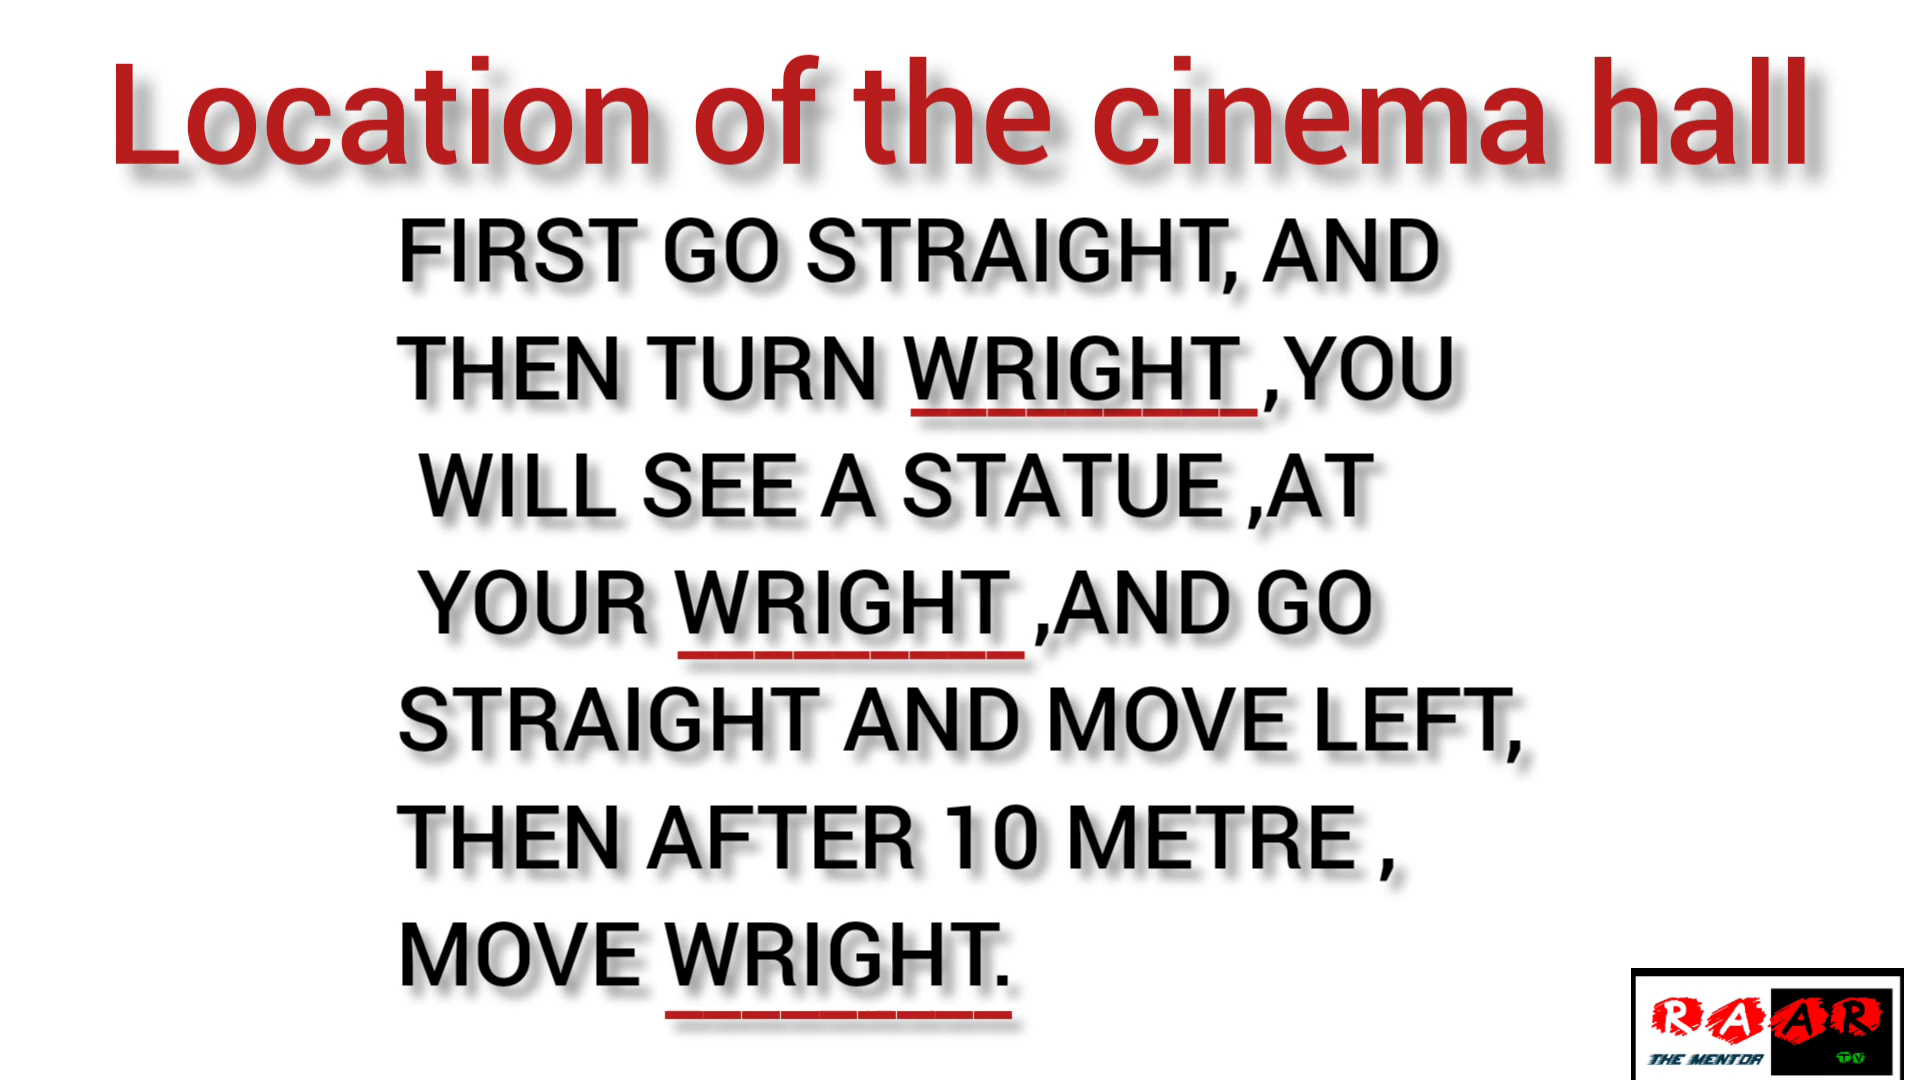 Location of the cinema hall
FIRST GO STRAIGHT, AND
THEN TURN WRIGHT ,YOU
WILL SEE A STATUE ,AT
YOUR WRIGHT ,AND GO
STRAIGHT AND MOVE LEFT,
THEN AFTER 10 METRE ,
MOVE WRIGHT.
RAAR
THE MENTOR TV